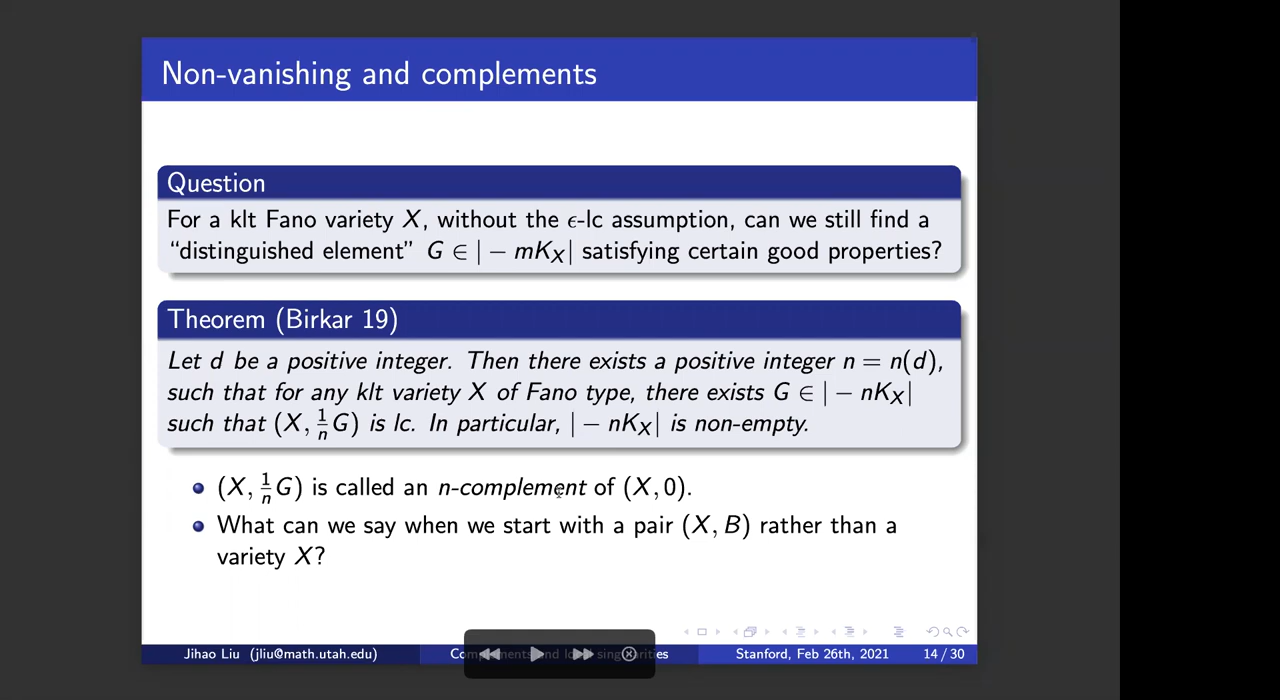 Non-vanishing and complements
Question
For a klt Fano variety X, without the ϵ-lc assumption, can we still find a
“distinguished element” G ∈ | − mK_X| satisfying certain good properties?
Theorem (Birkar 19)
Let d be a positive integer. Then there exists a positive integer n = n(d),
such that for any klt variety X of Fano type, there exists G ∈ | − nK_X|
such that (X, 1/n G) is lc. In particular, | − nK_X| is non-empty.
(X, 1/n G) is called an n-complement of (X, 0).
What can we say when we start with a pair (X, B) rather than a
variety X?
Jihao Liu (jliu@math.utah.edu) Stanford, Feb 26th, 2021 14 / 30